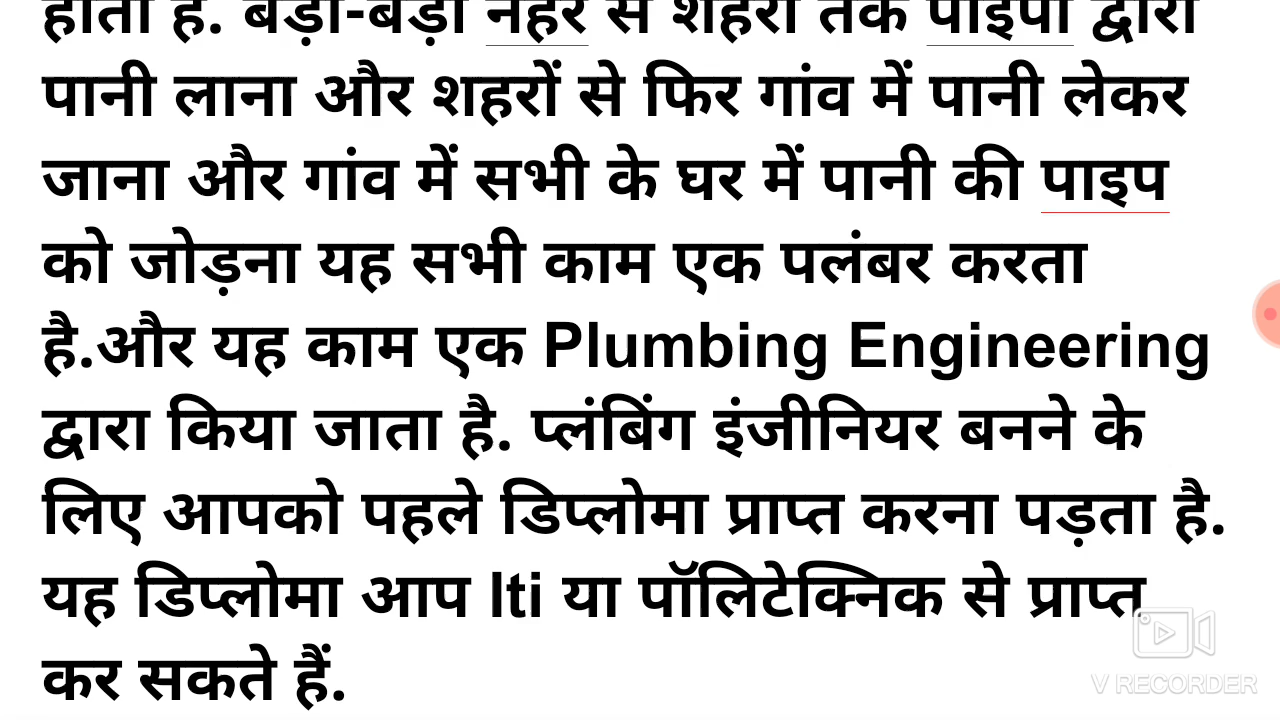 होता है. बड़ी-बड़ी नहर से शहरों तक पाइपों द्वारा
पानी लाना और शहरों से फिर गांव में पानी लेकर
जाना और गांव में सभी के घर में पानी की पाइप
को जोड़ना यह सभी काम एक पलंबर करता
है.और यह काम एक Plumbing Engineering
द्वारा किया जाता है. प्लंबिंग इंजीनियर बनने के
लिए आपको पहले डिप्लोमा प्राप्त करना पड़ता है.
यह डिप्लोमा आप Iti या पॉलिटेक्निक से प्राप्त
कर सकते हैं.
V RECORDER